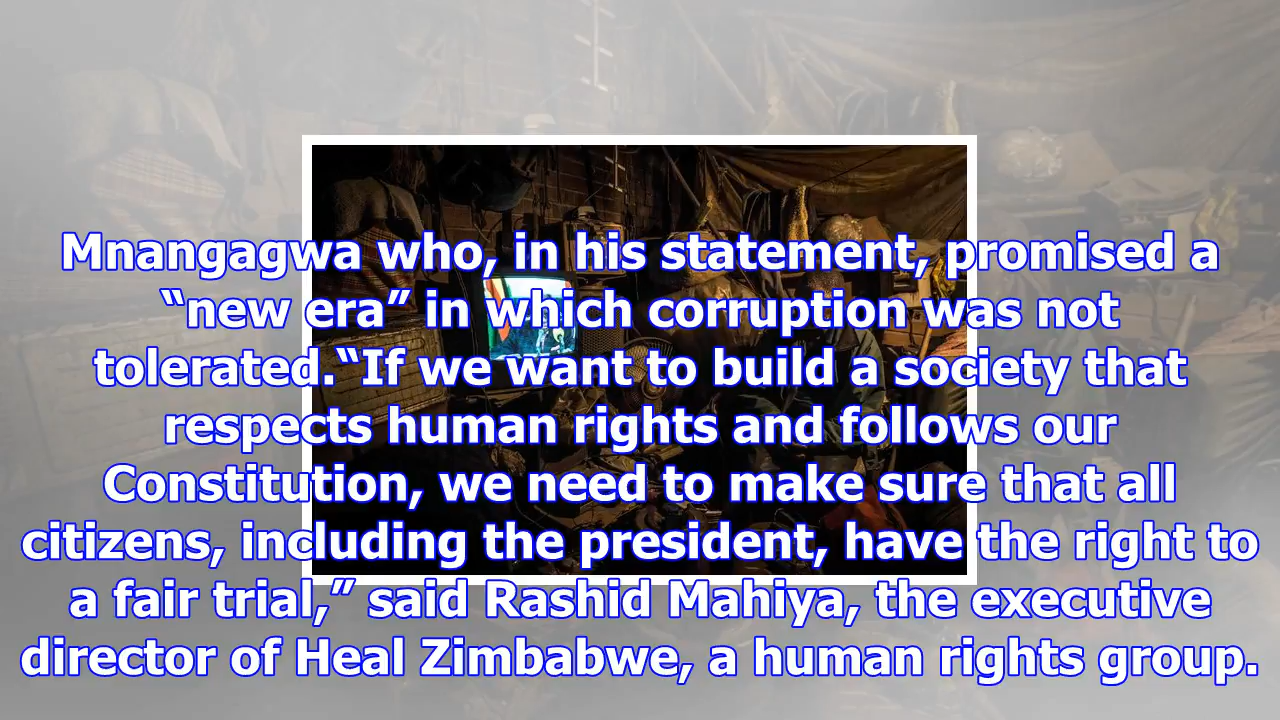 Mnangagwa who, in his statement, promised a
“new era” in which corruption was not
tolerated.“If we want to build a society that
respects human rights and follows our
Constitution, we need to make sure that all
citizens, including the president, have the right to
a fair trial,” said Rashid Mahiya, the executive
director of Heal Zimbabwe, a human rights group.